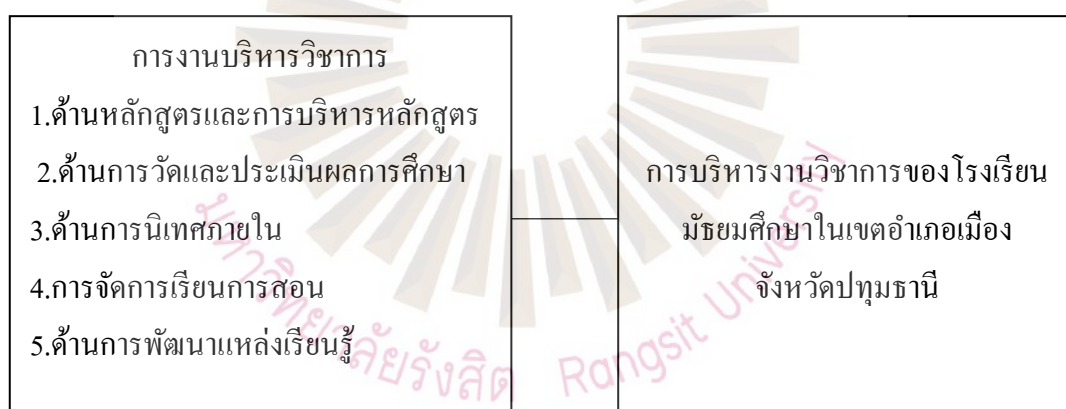 การงานบริหารวิชาการ
1.ด้านหลักสูตรและการบริหารหลักสูตร
2.ด้านการวัดและประเมินผลการศึกษา
3.ด้านการนิเทศภายใน
4.การจัดการเรียนการสอน
5.ด้านการพัฒนาแหล่งเรียนรู้
การบริหารงานวิชาการของโรงเรียน
มัธยมศึกษาในเขตอำเภอเมือง
จังหวัดปทุมธานี
มหาวิทยาลัยรังสิต Rangsit University